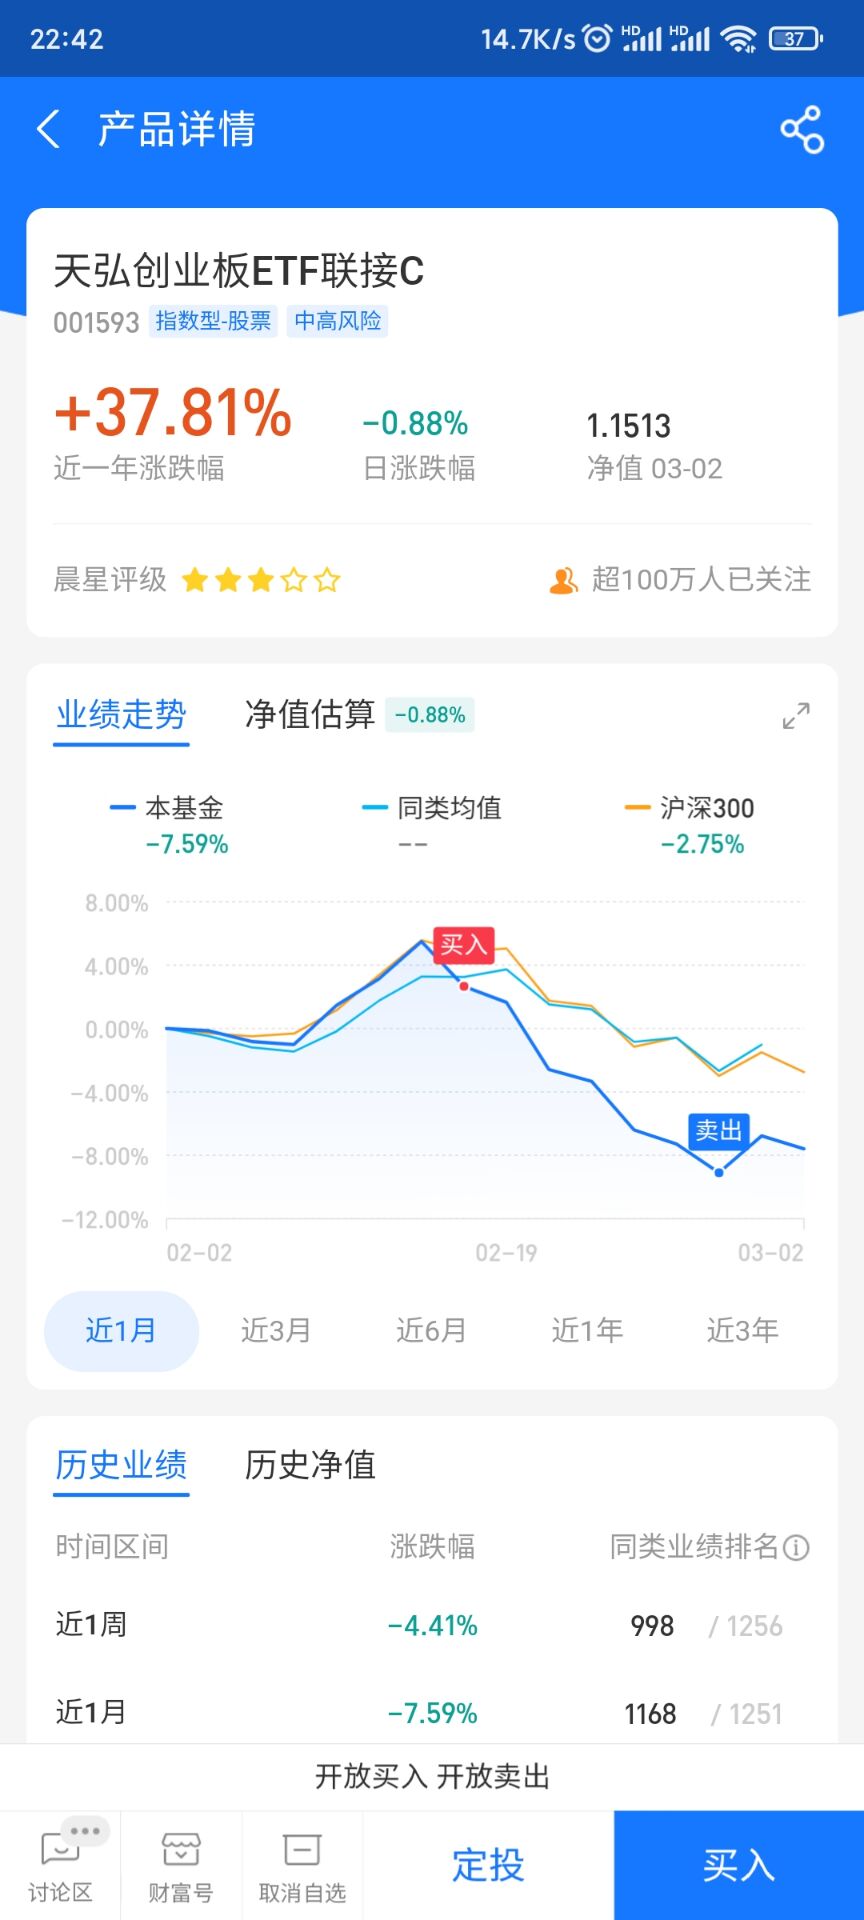 22:42 14.7K/s HD HD 37
产品详情
天弘创业板ETF联接C
001593 指数型-股票 中高风险
+37.81% -0.88% 1.1513
近一年涨跌幅 日涨跌幅 净值 03-02
晨星评级 超100万人已关注
业绩走势 净值估算 -0.88%
本基金 同类均值 沪深300
-7.59% -- -2.75%
8.00%
买入
4.00%
0.00%
-4.00%
卖出
-8.00%
-12.00%
02-02 02-19 03-02
近1月 近3月 近6月 近1年 近3年
历史业绩 历史净值
时间区间 涨跌幅 同类业绩排名
近1周 -4.41% 998 / 1256
近1月 -7.59% 1168 / 1251
开放买入 开放卖出
讨论区 财富号 取消自选 定投 买入